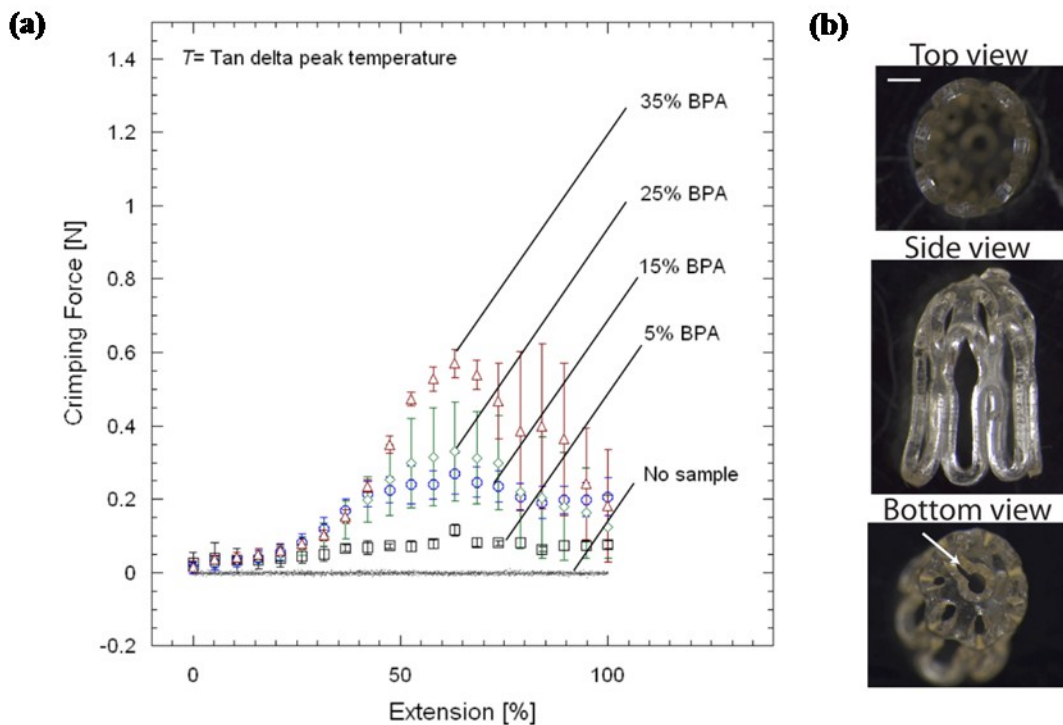 (a)
T= Tan delta peak temperature
35% BPA
25% BPA
15% BPA
5% BPA
No sample
1.4
1.2
1
0.8
0.6
0.4
0.2
0
-0.2
Crimping Force [N]
0
50
100
Extension [%]
(b)
Top view
Side view
Bottom view